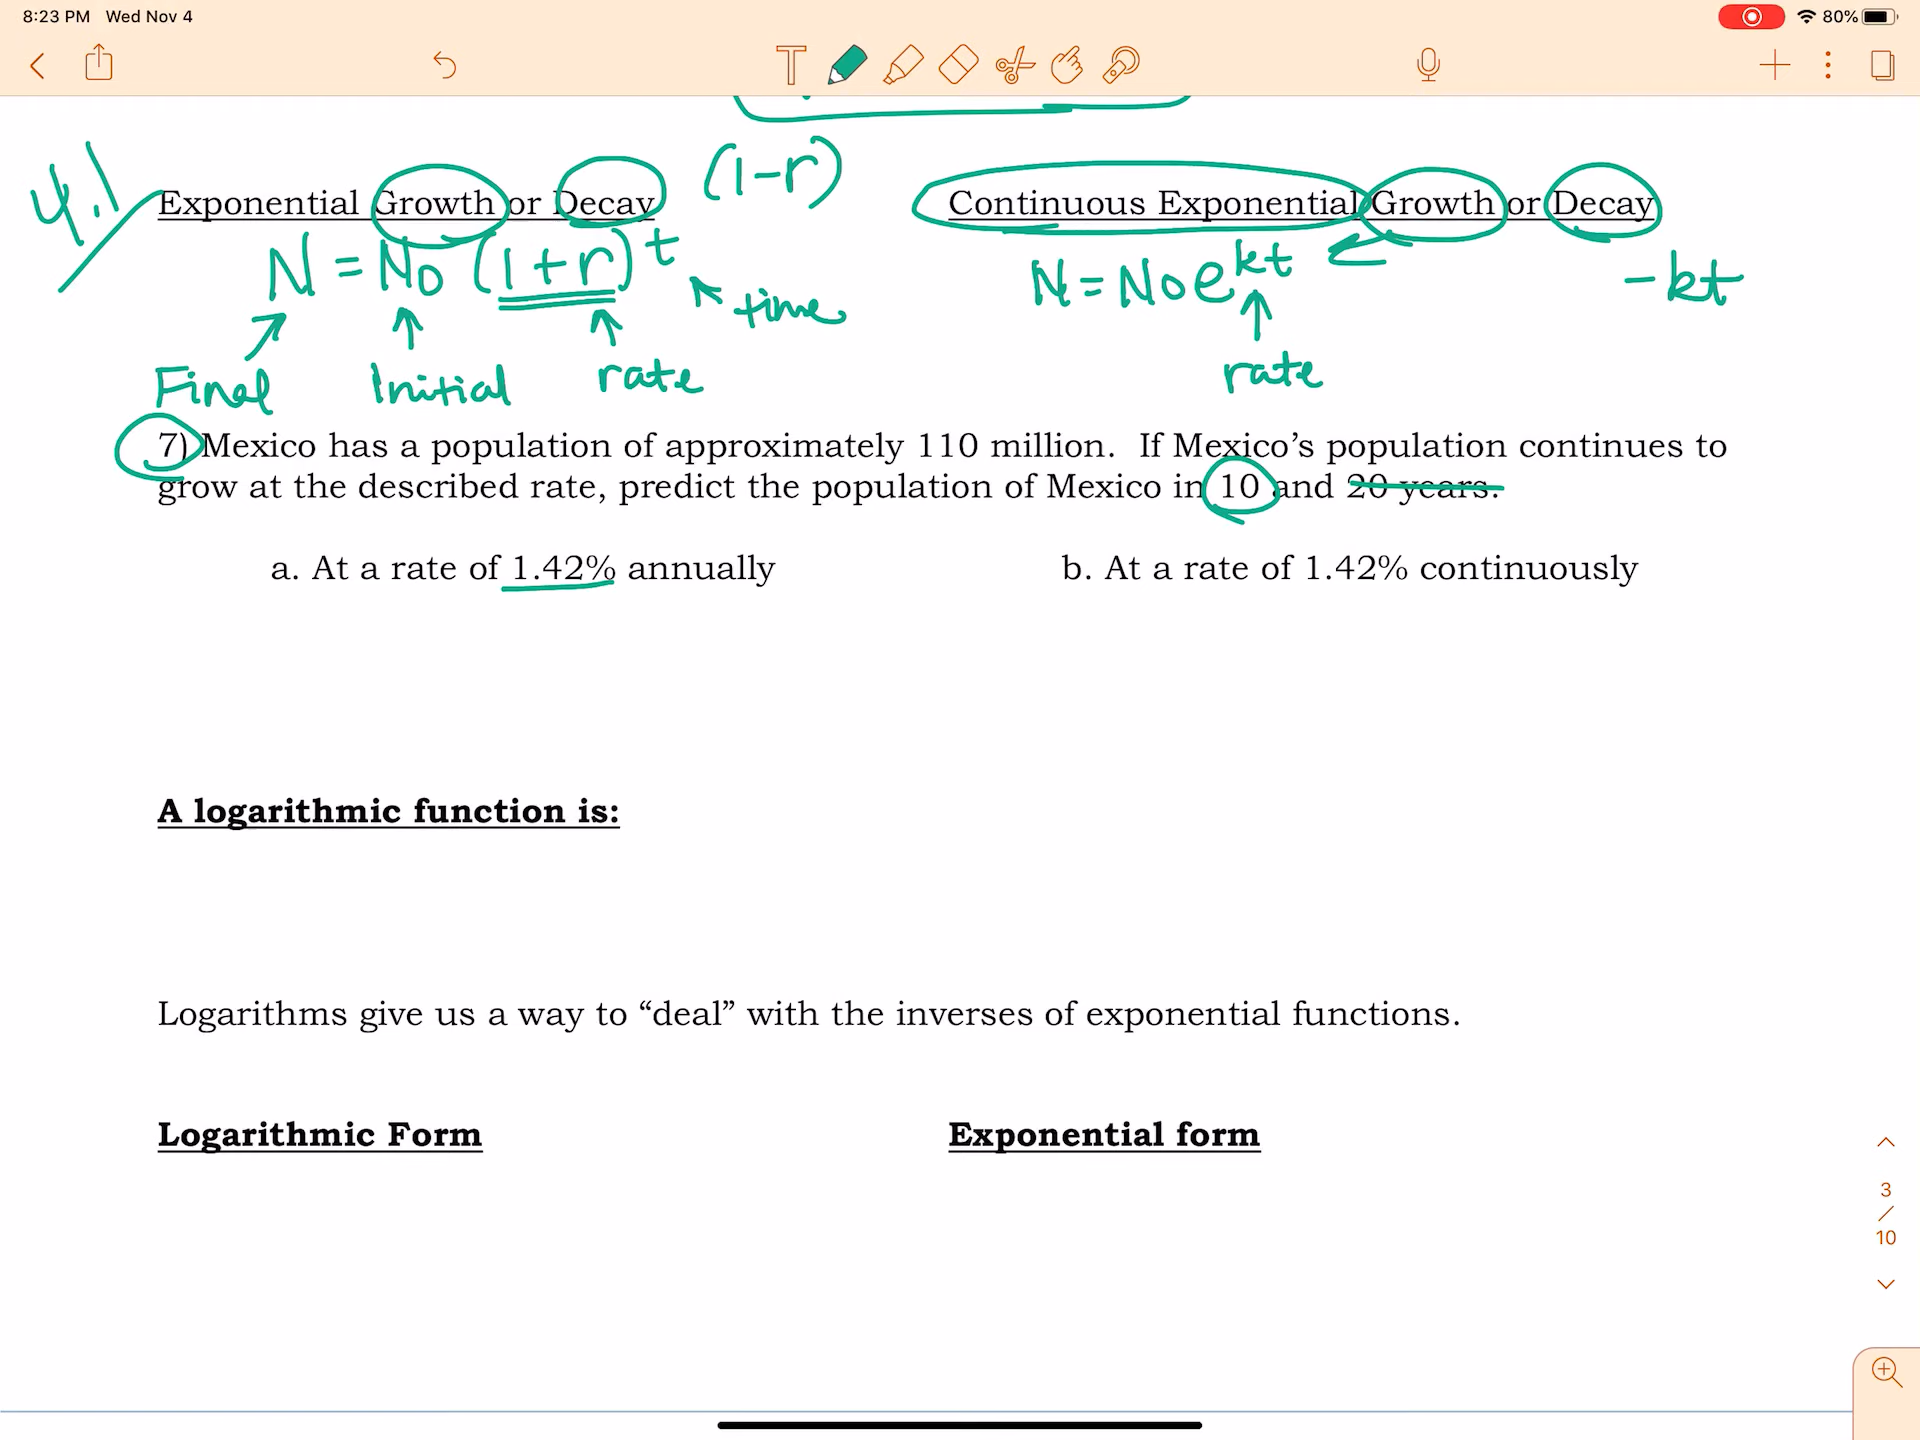 8:23 PM Wed Nov 4
80%
T
4.1
Exponential Growth or Decay
(1-r)
Continuous Exponential Growth or Decay
N = N0 (1+r)^t
N = N0 e^kt
-kt
time
Final
Initial
rate
rate
7) Mexico has a population of approximately 110 million. If Mexico’s population continues to
grow at the described rate, predict the population of Mexico in 10 and 20 years.
a. At a rate of 1.42% annually
b. At a rate of 1.42% continuously
A logarithmic function is:
Logarithms give us a way to “deal” with the inverses of exponential functions.
Logarithmic Form
Exponential form
3
/
10